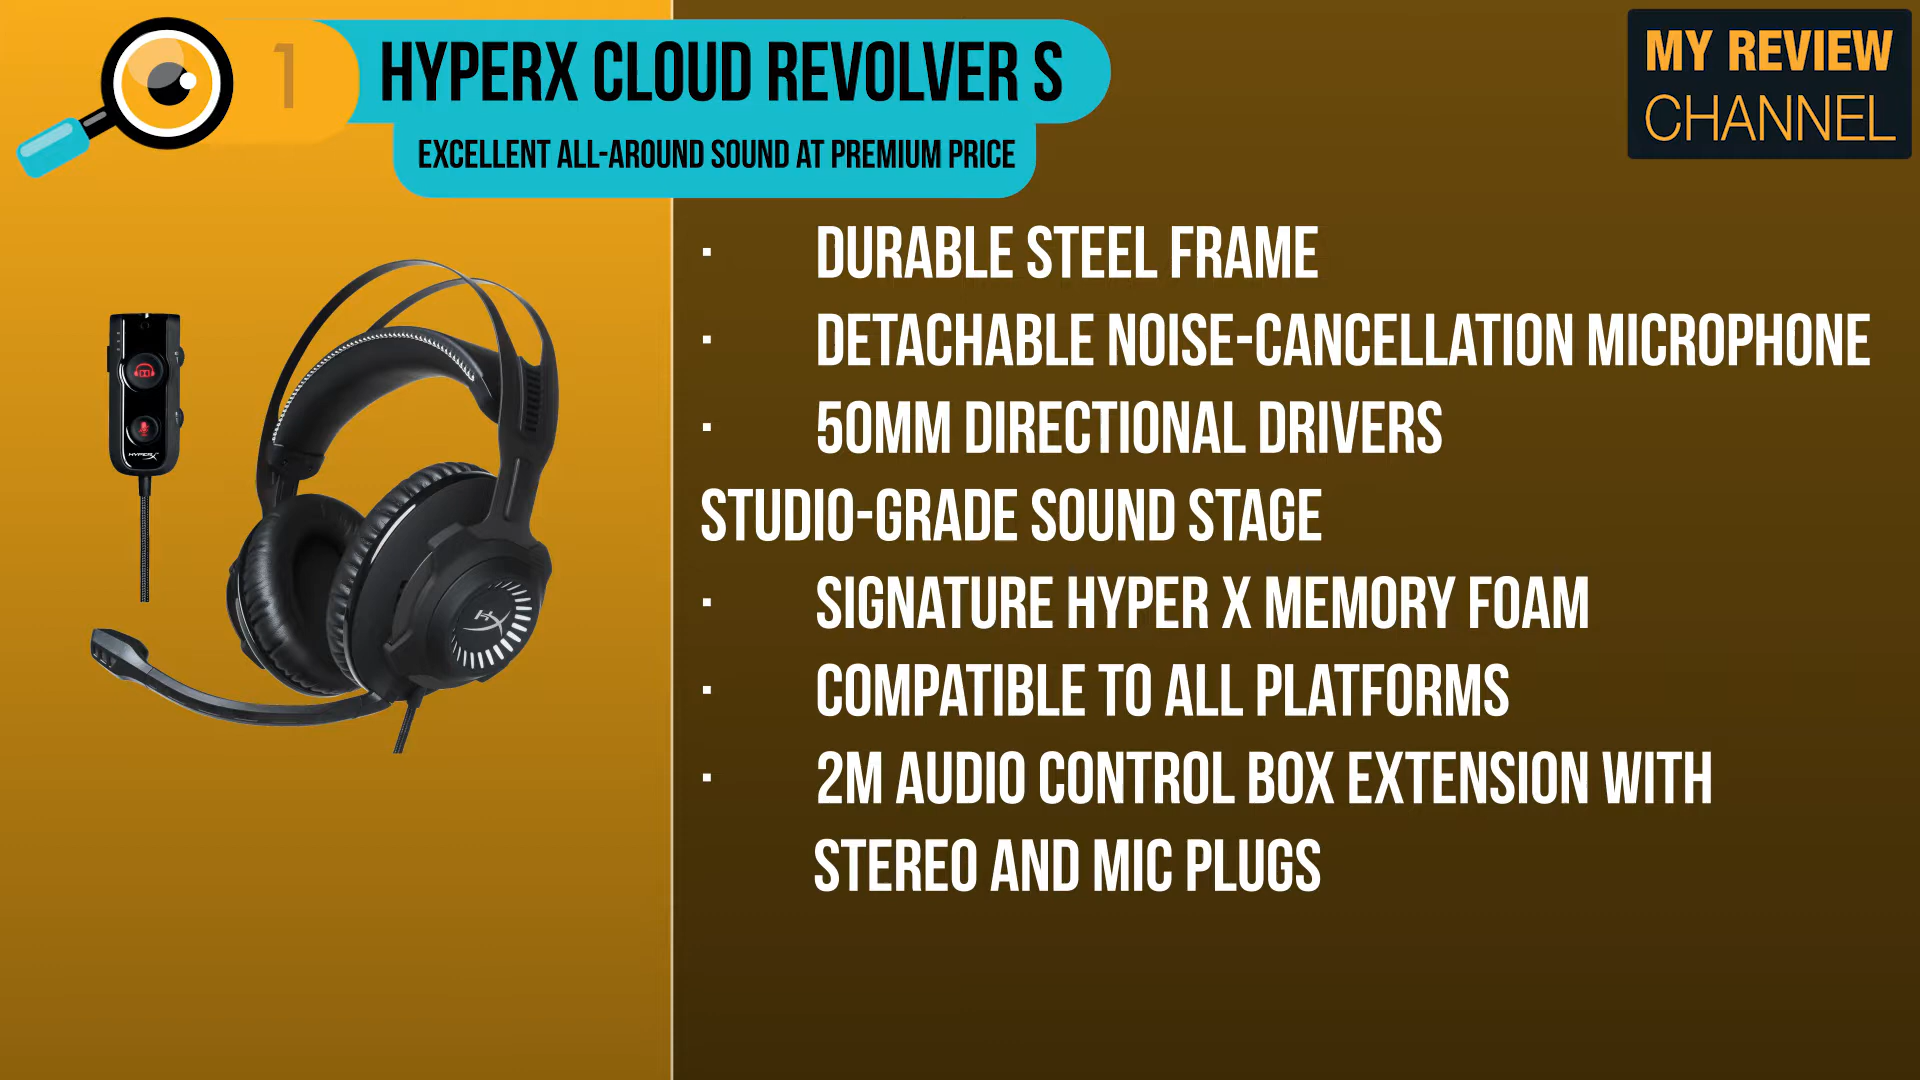 1
HYPERX CLOUD REVOLVER S
EXCELLENT ALL-AROUND SOUND AT PREMIUM PRICE
MY REVIEW
CHANNEL
· DURABLE STEEL FRAME
· DETACHABLE NOISE-CANCELLATION MICROPHONE
· 50MM DIRECTIONAL DRIVERS
STUDIO-GRADE SOUND STAGE
· SIGNATURE HYPER X MEMORY FOAM
· COMPATIBLE TO ALL PLATFORMS
· 2M AUDIO CONTROL BOX EXTENSION WITH
STEREO AND MIC PLUGS
HYPERX
HX